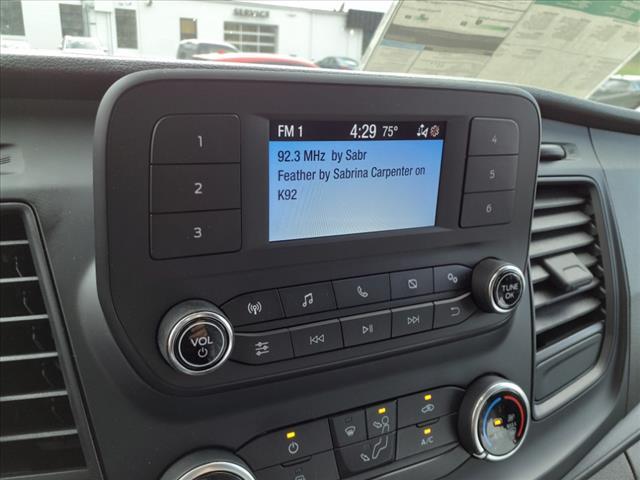 SERVICE
FM 1 4:29 75°
92.3 MHz by Sabr
Feather by Sabrina Carpenter on
K92
1
2
3
4
5
6
VOL
TUNE
OK
A/C